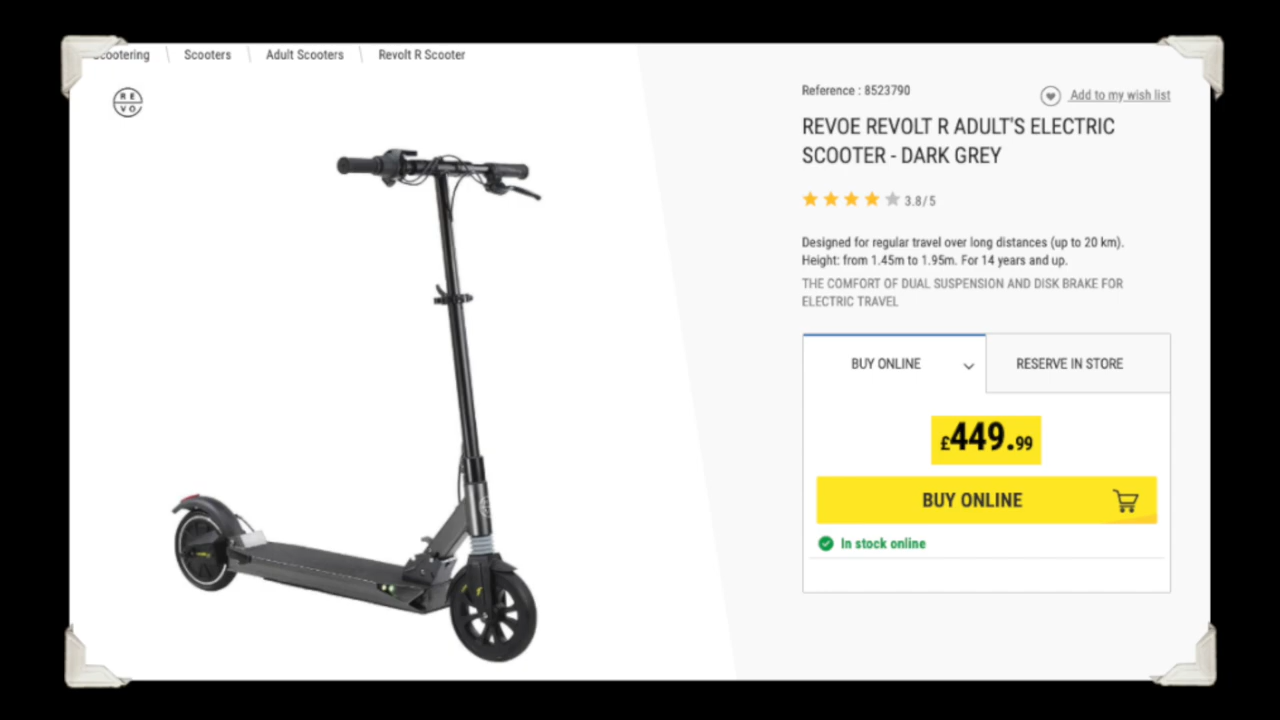 Scootering
Scooters
Adult Scooters
Revolt R Scooter
RE
VO
Reference : 8523790
Add to my wish list
REVOE REVOLT R ADULT'S ELECTRIC
SCOOTER - DARK GREY
3.8/5
Designed for regular travel over long distances (up to 20 km).
Height: from 1.45m to 1.95m. For 14 years and up.
THE COMFORT OF DUAL SUSPENSION AND DISK BRAKE FOR
ELECTRIC TRAVEL
BUY ONLINE
RESERVE IN STORE
£449.99
BUY ONLINE
In stock online